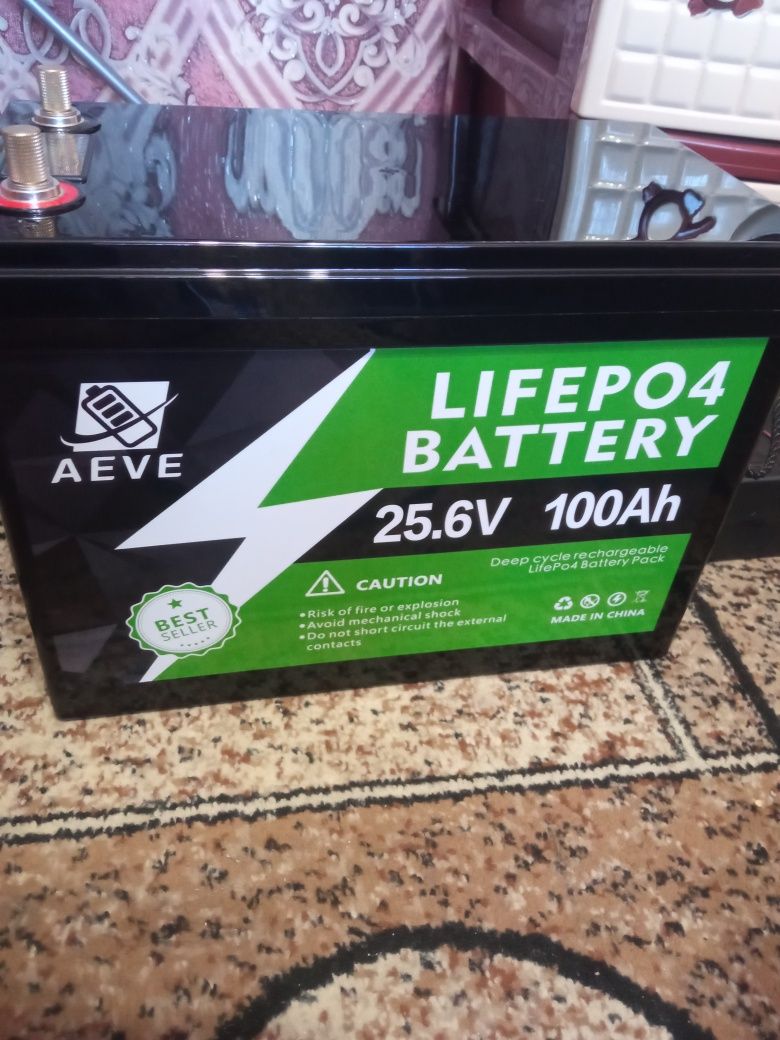 LIFEPO4
BATTERY
AEVE
25.6V 100Ah
Deep cycle rechargeable
LifePo4 Battery Pack
CAUTION
•Risk of fire or explosion
•Avoid mechanical shock
•Do not short circuit the external
contacts
MADE IN CHINA
BEST
SELLER